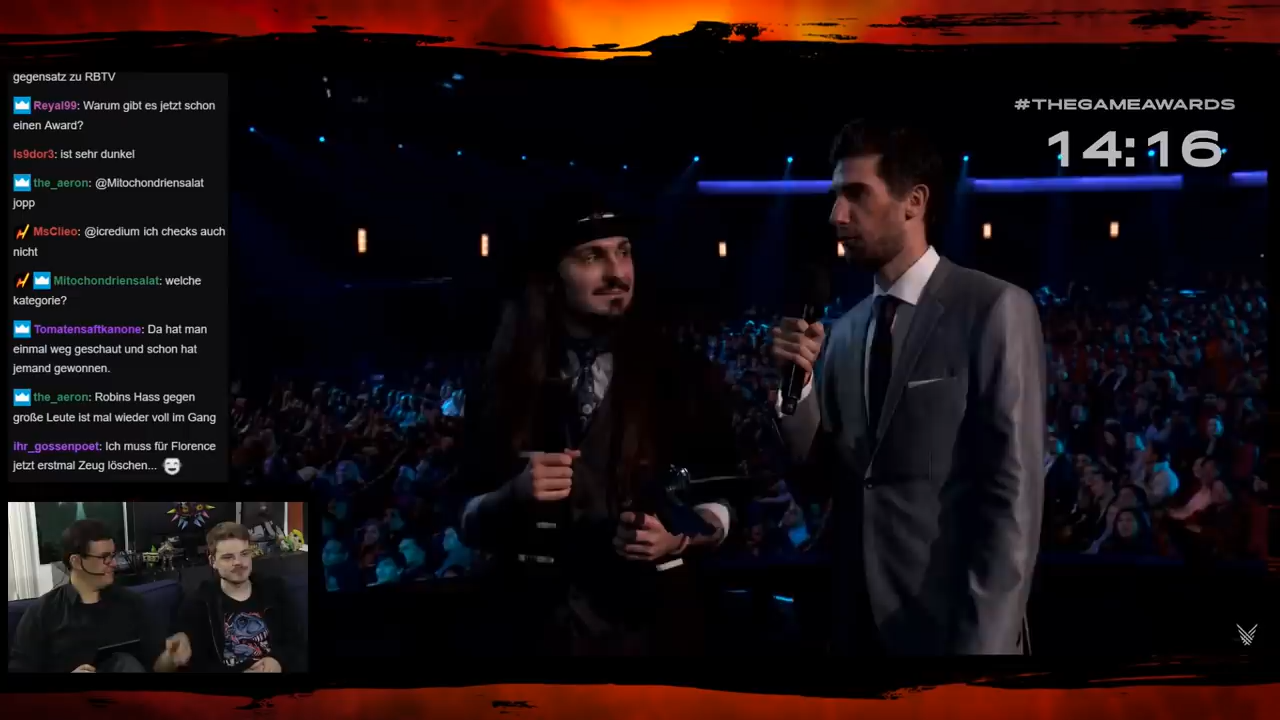 gegensatz zu RBTV
Reyal99: Warum gibt es jetzt schon
einen Award?
ls9dor3: ist sehr dunkel
the_aeron: @Mitochondriensalat
jopp
MsClieo: @icredium ich checks auch
nicht
Mitochondriensalat: welche
kategorie?
Tomatensaftkanone: Da hat man
einmal weg geschaut und schon hat
jemand gewonnen.
the_aeron: Robins Hass gegen
große Leute ist mal wieder voll im Gang
ihr_gossenpoet: Ich muss für Florence
jetzt erstmal Zeug löschen...
#THEGAMEAWARDS
14:16